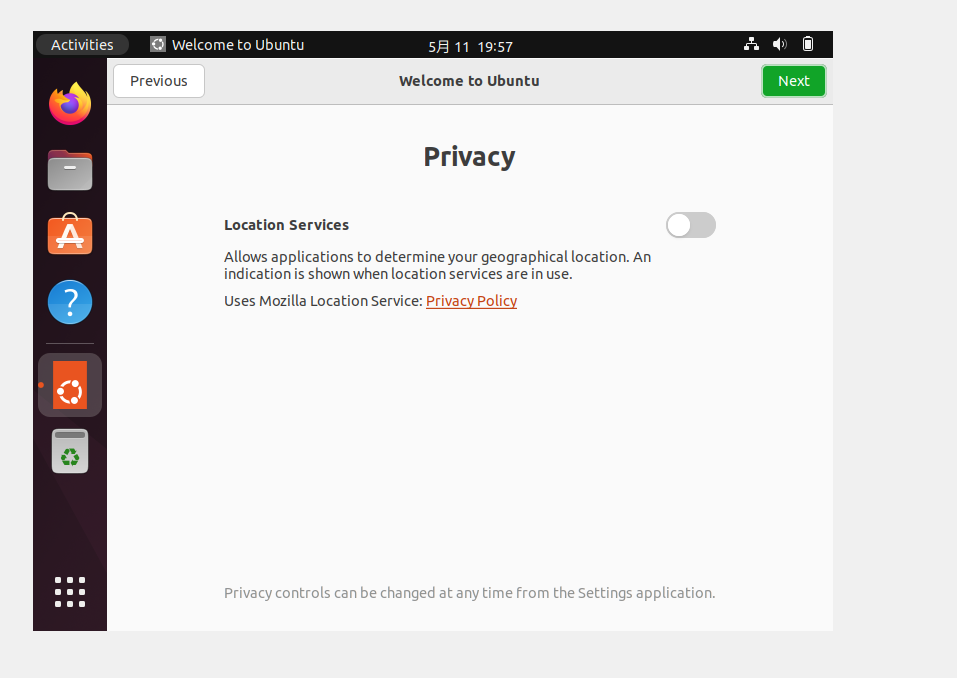 Activities Welcome to Ubuntu 5月 11 19:57
Previous Welcome to Ubuntu Next
Privacy
Location Services
Allows applications to determine your geographical location. An
indication is shown when location services are in use.
Uses Mozilla Location Service: Privacy Policy
Privacy controls can be changed at any time from the Settings application.